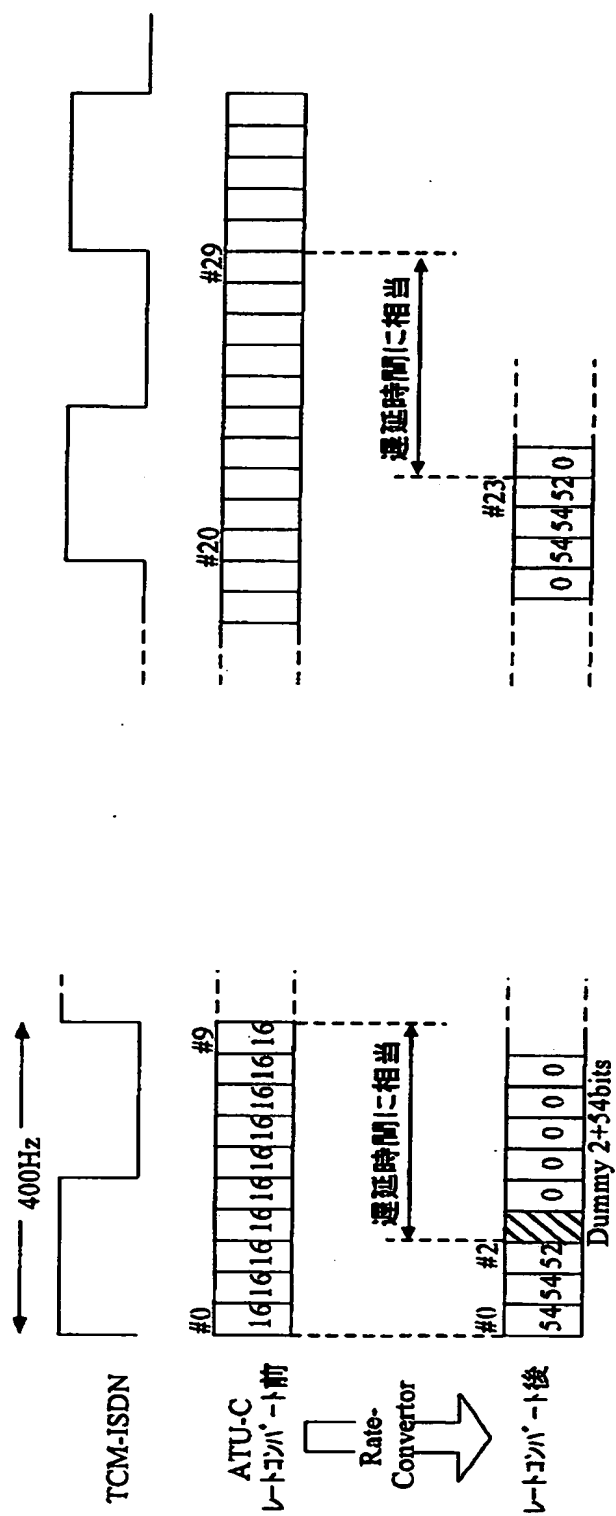 400Hz
TCM-ISDN
#0 #9 #20 #29
ATU-C
レートコンバート前
16 16 16 16 16 16 16 16 16 16
遅延時間に相当
遅延時間に相当
Rate-
Convertor
#0 #2 #23
レートコンバート後
54 54 52 0 0 0 0 0
0 54 54 52 0
Dummy 2+54bits